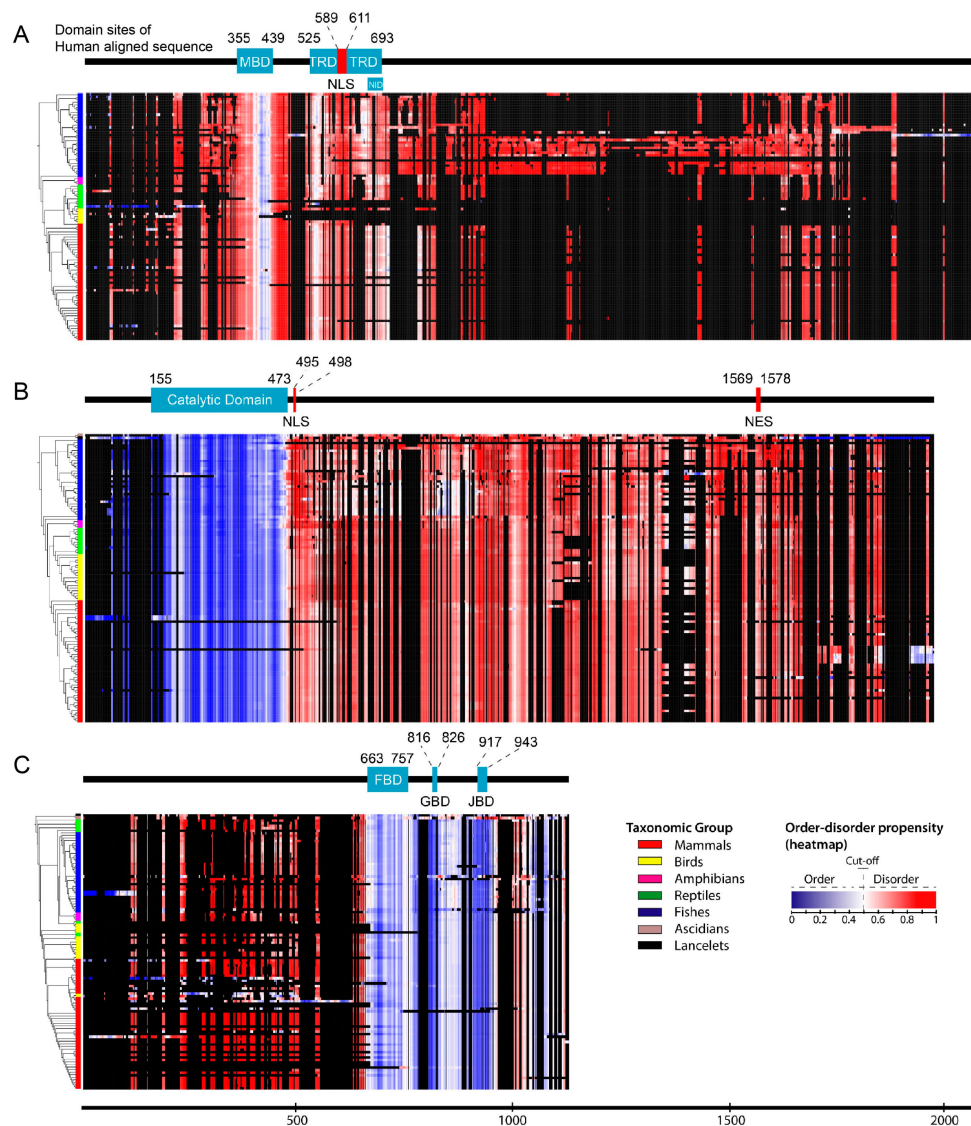 A
Domain sites of
Human aligned sequence
589 611
355 439 525 693
MBD TRD TRD
NLS NID
B
495
498
155 473 1569 1578
Catalytic Domain
NLS NES
C
816 826 917 943
663 757
FBD
GBD JBD
Taxonomic Group
Mammals
Birds
Amphibians
Reptiles
Fishes
Ascidians
Lancelets
Order-disorder propensity
(heatmap)
Cut-off
Order Disorder
0 0.2 0.4 0.6 0.8 1
500 1000 1500 2000